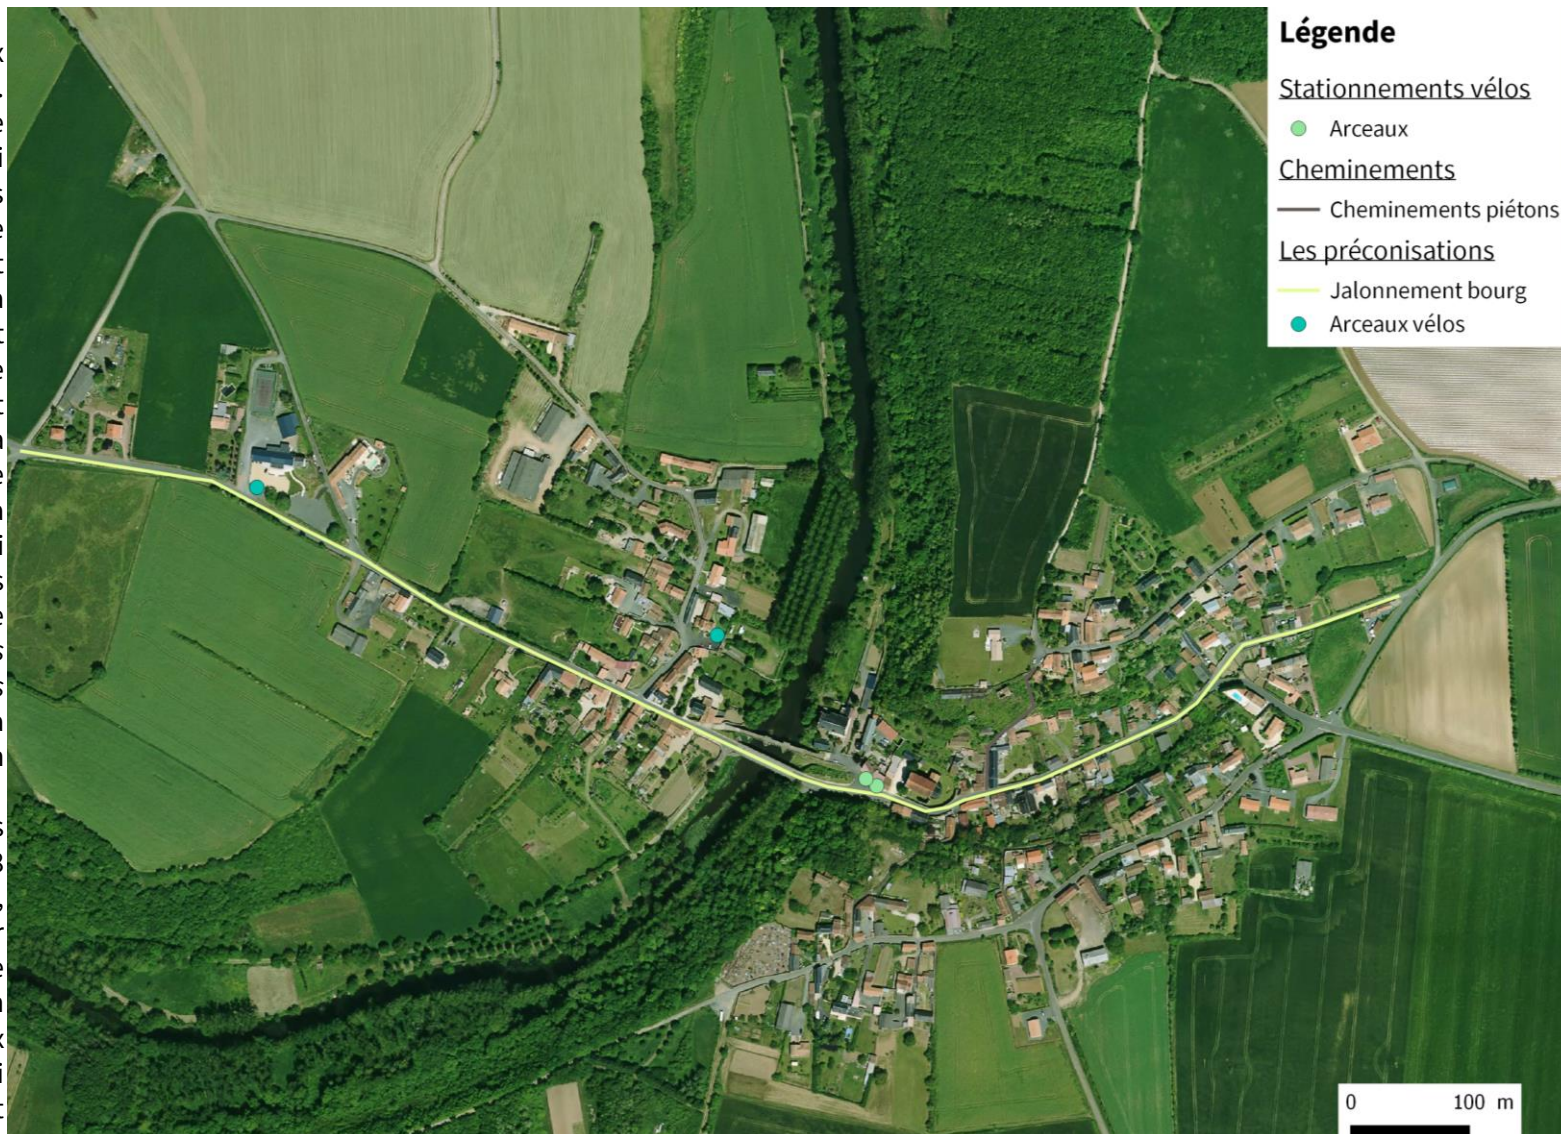 Légende
Stationnements vélos
Arceaux
Cheminements
Cheminements piétons
Les préconisations
Jalonnement bourg
Arceaux vélos
0 100 m